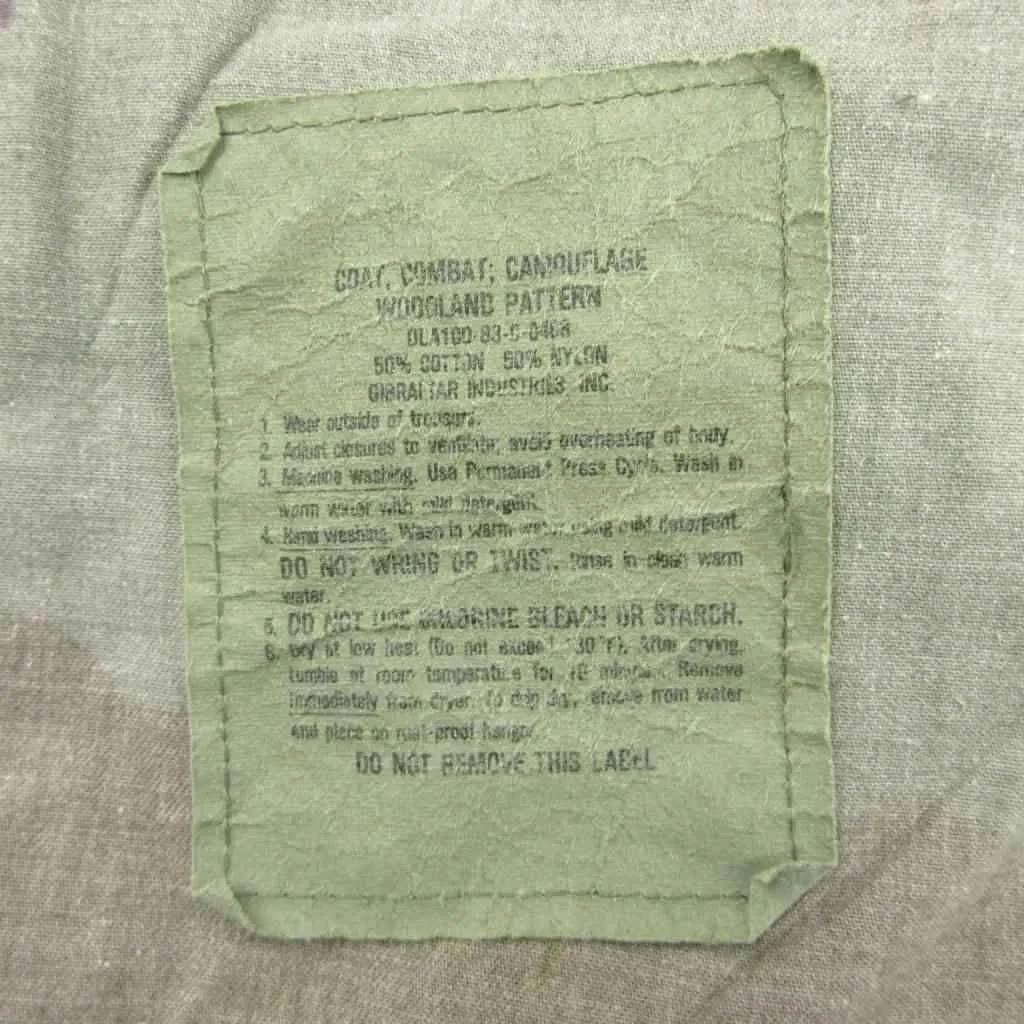 COAT, COMBAT; CAMOUFLAGE
WOODLAND PATTERN
DLA100-83-C-0468
50% COTTON 50% NYLON
GIBRALTAR INDUSTRIES INC.
1. Wear outside of trousers.
2. Adjust closures to ventilate; avoid overheating of body.
3. Machine washing. Use Permanent Press Cycle. Wash in
warm water with mild detergent.
4. Hand washing. Wash in warm water using mild detergent.
DO NOT WRING OR TWIST. Rinse in clean warm
water.
5. DO NOT USE CHLORINE BLEACH OR STARCH.
6. Dry at low heat (Do not exceed 130°F). After drying,
tumble at room temperature for 10 minutes. Remove
immediately from dryer. To drip dry, remove from water
and place on rust-proof hanger.
DO NOT REMOVE THIS LABEL